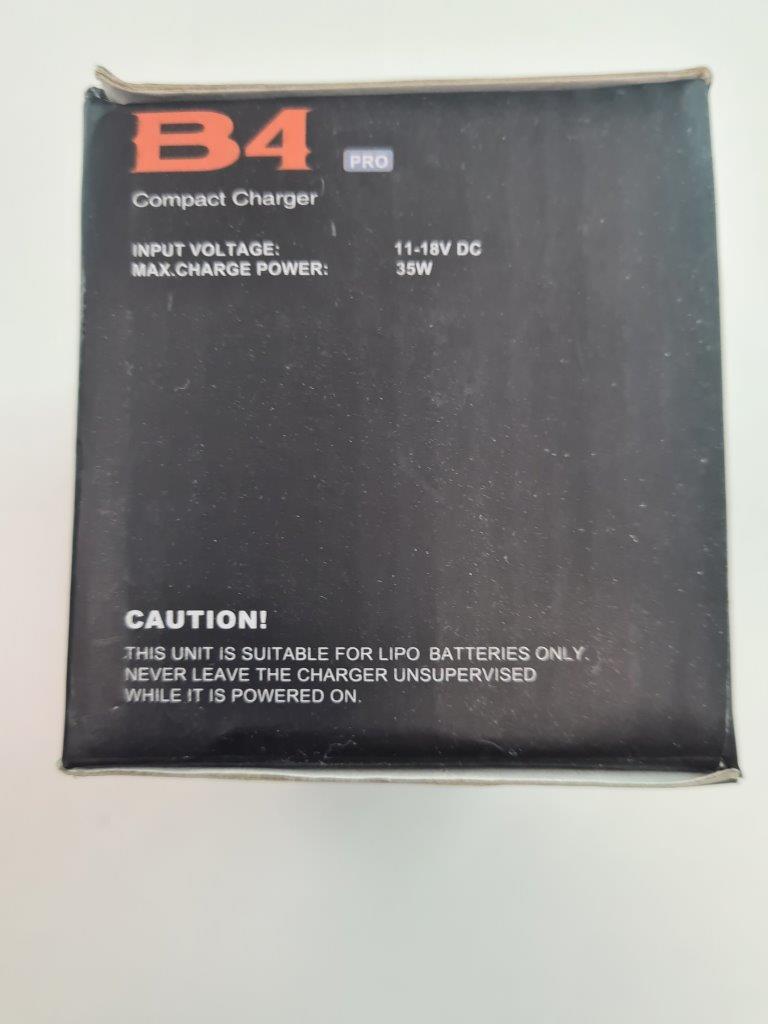 B4 PRO
Compact Charger
INPUT VOLTAGE: 11-18V DC
MAX.CHARGE POWER: 35W
CAUTION!
THIS UNIT IS SUITABLE FOR LIPO BATTERIES ONLY.
NEVER LEAVE THE CHARGER UNSUPERVISED
WHILE IT IS POWERED ON.